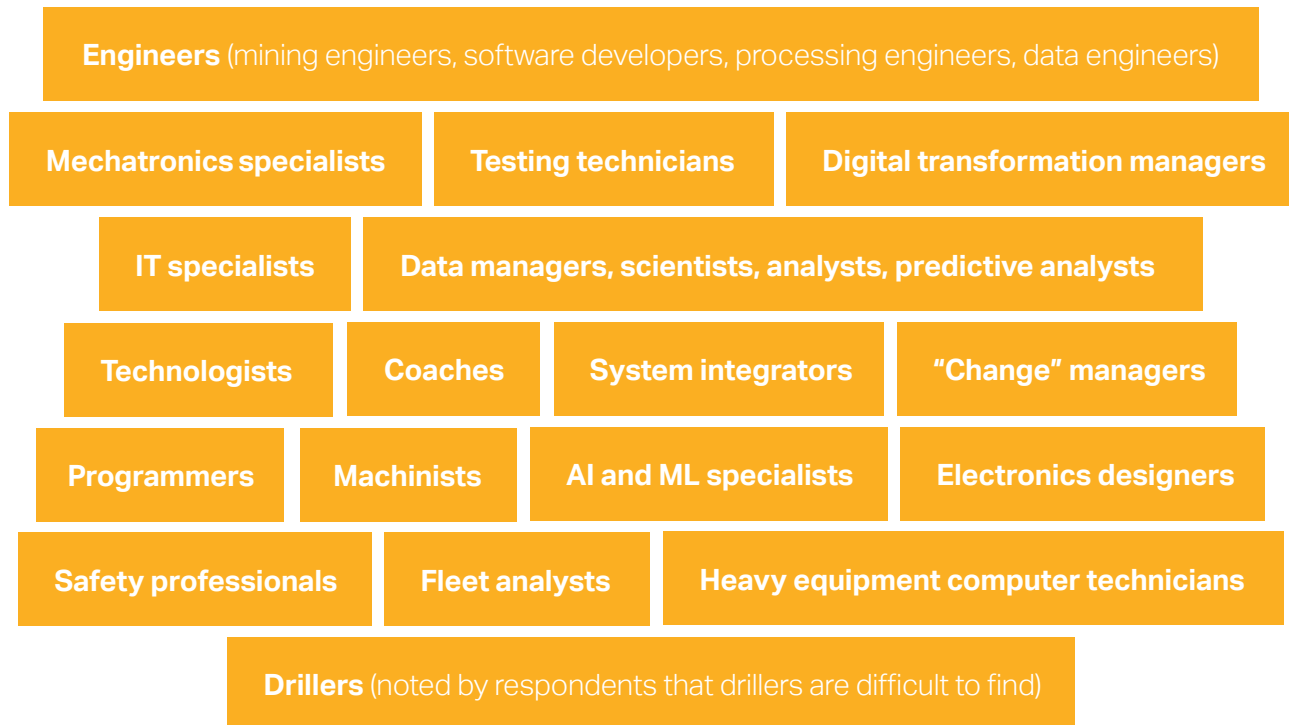 Engineers (mining engineers, software developers, processing engineers, data engineers)
Mechatronics specialists
Testing technicians
Digital transformation managers
IT specialists
Data managers, scientists, analysts, predictive analysts
Technologists
Coaches
System integrators
“Change” managers
Programmers
Machinists
AI and ML specialists
Electronics designers
Safety professionals
Fleet analysts
Heavy equipment computer technicians
Drillers (noted by respondents that drillers are difficult to find)